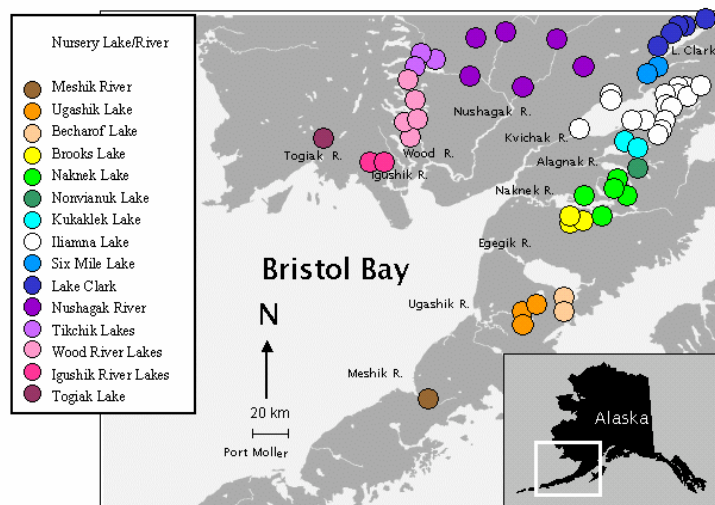 Nursery Lake/River
Meshik River
Ugashik Lake
Becharof Lake
Brooks Lake
Naknek Lake
Nonvianuk Lake
Kukaklek Lake
Iliamna Lake
Six Mile Lake
Lake Clark
Nushagak River
Tikchik Lakes
Wood River Lakes
Igushik River Lakes
Togiak Lake
L. Clark
Nushagak R.
Kvichak R.
Togiak R.
Wood R.
Igushik R.
Alagnak R.
Naknek R.
Egegik R.
Bristol Bay
Ugashik R.
N
Meshik R.
20 km
Port Moller
Alaska